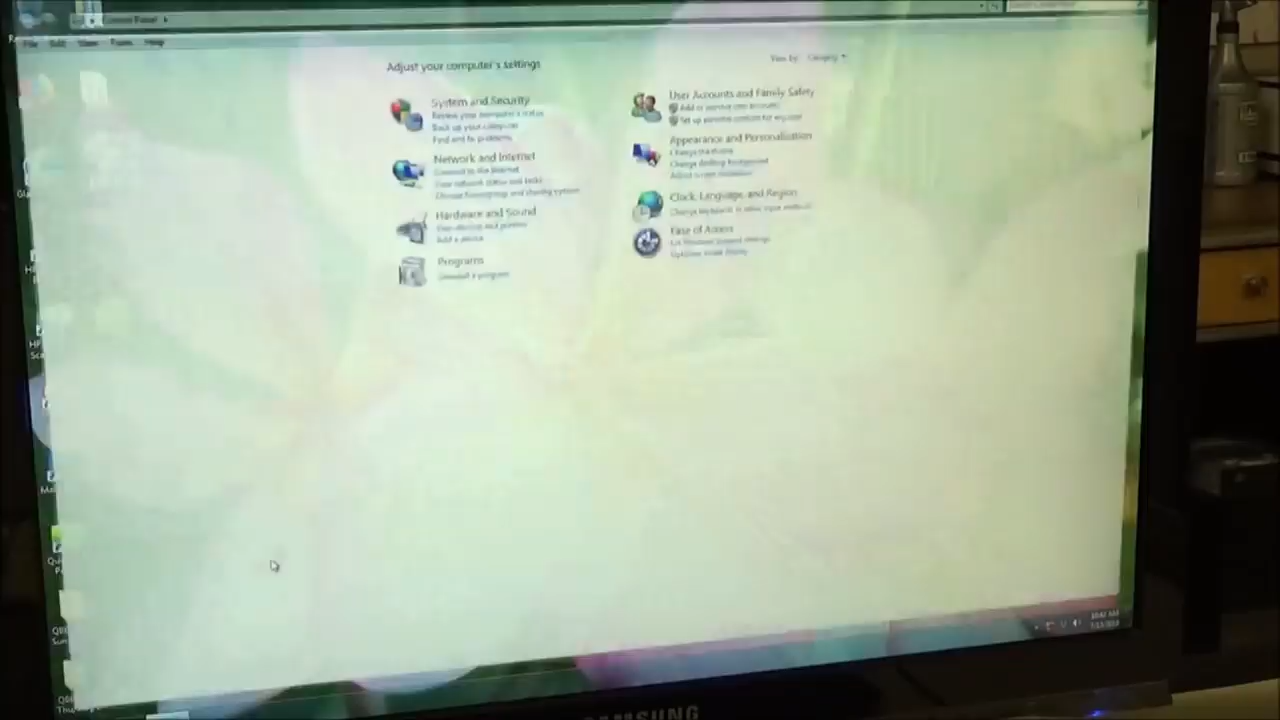 Control Panel
File Edit View Tools Help
Adjust your computer's settings
View by: Category
System and Security
Review your computer's status
Back up your computer
Find and fix problems
Network and Internet
Connect to the Internet
View network status and tasks
Choose homegroup and sharing options
Hardware and Sound
View devices and printers
Add a device
Programs
Uninstall a program
User Accounts and Family Safety
Add or remove user accounts
Set up parental controls for any user
Appearance and Personalization
Change the theme
Change desktop background
Adjust screen resolution
Clock, Language, and Region
Change keyboards or other input methods
Ease of Access
Let Windows suggest settings
Optimize visual display
SAMSUNG